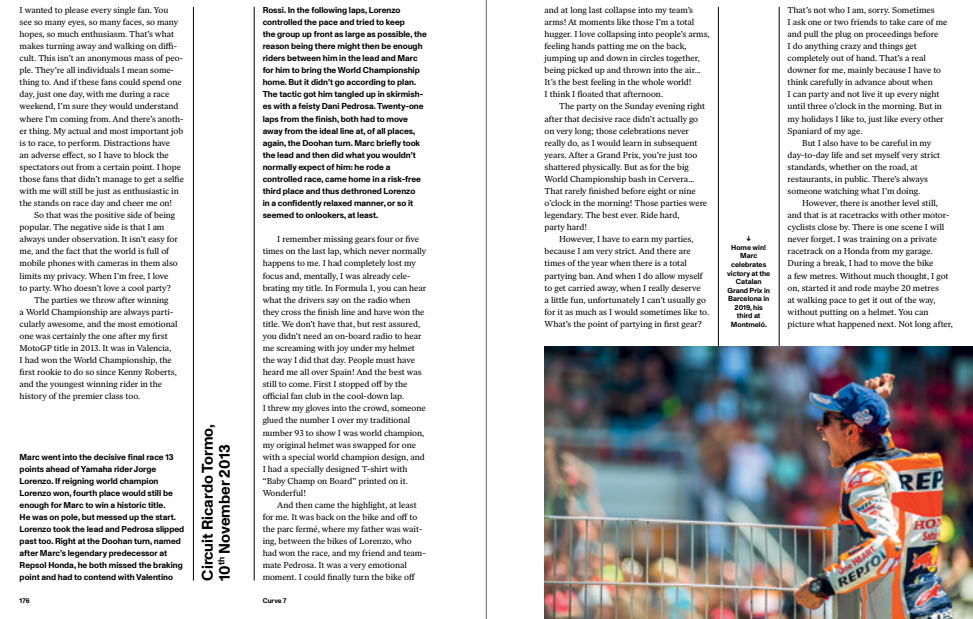 I wanted to please every single fan. You
see so many eyes, so many faces, so many
hopes, so much enthusiasm. That's what
makes turning away and walking on diffi-
cult. This isn't an anonymous mass of peo-
ple. They're all individuals I mean some-
thing to. And if these fans could spend one
day, just one day, with me during a race
weekend, I'm sure they would understand
where I'm coming from. And there's anoth-
er thing. My actual and most important job
is to race, to perform. Distractions have
an adverse effect, so I have to block the
spectators out from a certain point. I hope
those fans that didn't manage to get a selfie
with me will still be just as enthusiastic in
the stands on race day and cheer me on!
So that was the positive side of being
popular. The negative side is that I am
always under observation. It isn't easy for
me, and the fact that the world is full of
mobile phones with cameras in them also
limits my privacy. When I'm free, I love
to party. Who doesn't love a cool party?
The parties we throw after winning
a World Championship are always parti-
cularly awesome, and the most emotional
one was certainly the one after my first
MotoGP title in 2013. It was in Valencia,
I had won the World Championship, the
first rookie to do so since Kenny Roberts,
and the youngest winning rider in the
history of the premier class too.
Marc went into the decisive final race 13
points ahead of Yamaha rider Jorge
Lorenzo. If reigning world champion
Lorenzo won, fourth place would still be
enough for Marc to win a historic title.
He was on pole, but messed up the start.
Lorenzo took the lead and Pedrosa slipped
past too. Right at the Doohan turn, named
after Marc's legendary predecessor at
Repsol Honda, he both missed the braking
point and had to contend with Valentino
176
Circuit Ricardo Tormo,
10th November 2013
Rossi. In the following laps, Lorenzo
controlled the pace and tried to keep
the group up front as large as possible, the
reason being there might then be enough
riders between him in the lead and Marc
for him to bring the World Championship
home. But it didn't go according to plan.
The tactic got him tangled up in skirmish-
es with a feisty Dani Pedrosa. Twenty-one
laps from the finish, both had to move
away from the ideal line at, of all places,
again, the Doohan turn. Marc briefly took
the lead and then did what you wouldn't
normally expect of him: he rode a
controlled race, came home in a risk-free
third place and thus dethroned Lorenzo
in a confidently relaxed manner, or so it
seemed to onlookers, at least.
I remember missing gears four or five
times on the last lap, which never normally
happens to me. I had completely lost my
focus and, mentally, I was already cele-
brating my title. In Formula 1, you can hear
what the drivers say on the radio when
they cross the finish line and have won the
title. We don't have that, but rest assured,
you didn't need an on-board radio to hear
me screaming with joy under my helmet
the way I did that day. People must have
heard me all over Spain! And the best was
still to come. First I stopped off by the
official fan club in the cool-down lap.
I threw my gloves into the crowd, someone
glued the number 1 over my traditional
number 93 to show I was world champion,
my original helmet was swapped for one
with a special world champion design, and
I had a specially designed T-shirt with
“Baby Champ on Board” printed on it.
Wonderful!
And then came the highlight, at least
for me. It was back on the bike and off to
the parc fermé, where my father was wait-
ing, between the bikes of Lorenzo, who
had won the race, and my friend and team-
mate Pedrosa. It was a very emotional
moment. I could finally turn the bike off
Curve 7
and at long last collapse into my team's
arms! At moments like those I'm a total
hugger. I love collapsing into people's arms,
feeling hands patting me on the back,
jumping up and down in circles together,
being picked up and thrown into the air...
It's the best feeling in the whole world!
I think I floated that afternoon.
The party on the Sunday evening right
after that decisive race didn't actually go
on very long; those celebrations never
really do, as I would learn in subsequent
years. After a Grand Prix, you're just too
shattered physically. But as for the big
World Championship bash in Cervera...
That rarely finished before eight or nine
o'clock in the morning! Those parties were
legendary. The best ever. Ride hard,
party hard!
However, I have to earn my parties,
because I am very strict. And there are
times of the year when there is a total
partying ban. And when I do allow myself
to get carried away, when I really deserve
a little fun, unfortunately I can't usually go
for it as much as I would sometimes like to.
What's the point of partying in first gear?
↓
Home win!
Marc
celebrates
victory at the
Catalan
Grand Prix in
Barcelona in
2019, his
third at
Montmeló.
That's not who I am, sorry. Sometimes
I ask one or two friends to take care of me
and pull the plug on proceedings before
I do anything crazy and things get
completely out of hand. That's a real
downer for me, mainly because I have to
think carefully in advance about when
I can party and not live it up every night
until three o'clock in the morning. But in
my holidays I like to, just like every other
Spaniard of my age.
But I also have to be careful in my
day-to-day life and set myself very strict
standards, whether on the road, at
restaurants, in public. There's always
someone watching what I'm doing.
However, there is another level still,
and that is at racetracks with other motor-
cyclists close by. There is one scene I will
never forget. I was training on a private
racetrack on a Honda from my garage.
During a break, I had to move the bike
a few metres. Without much thought, I got
on, started it and rode maybe 20 metres
at walking pace to get it out of the way,
without putting on a helmet. You can
picture what happened next. Not long after,
REP
HON
one HEART.
REPSOL